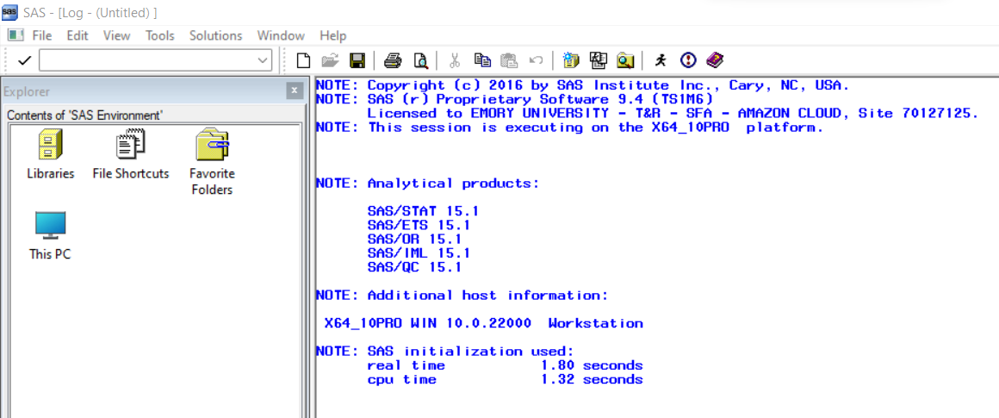 sas SAS - [Log - (Untitled) ]
File Edit View Tools Solutions Window Help
Explorer
Contents of 'SAS Environment'
Libraries File Shortcuts Favorite
Folders
This PC
NOTE: Copyright (c) 2016 by SAS Institute Inc., Cary, NC, USA.
NOTE: SAS (r) Proprietary Software 9.4 (TS1M6)
Licensed to EMORY UNIVERSITY - T&R - SFA - AMAZON CLOUD, Site 70127125.
NOTE: This session is executing on the X64_10PRO  platform.
NOTE: Analytical products:
SAS/STAT 15.1
SAS/ETS 15.1
SAS/OR 15.1
SAS/IML 15.1
SAS/QC 15.1
NOTE: Additional host information:
X64_10PRO WIN 10.0.22000  Workstation
NOTE: SAS initialization used:
real time 1.80 seconds
cpu time 1.32 seconds